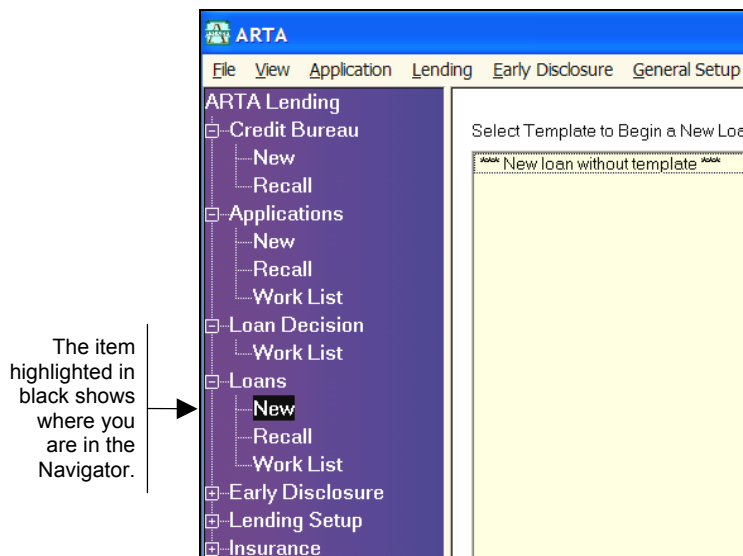 ARTA
File View Application Lending Early Disclosure General Setup
ARTA Lending
Credit Bureau
New
Recall
Applications
New
Recall
Work List
Loan Decision
Work List
Loans
New
Recall
Work List
Early Disclosure
Lending Setup
Insurance
Select Template to Begin a New Loa
*** New loan without template ***
The item
highlighted in
black shows
where you
are in the
Navigator.